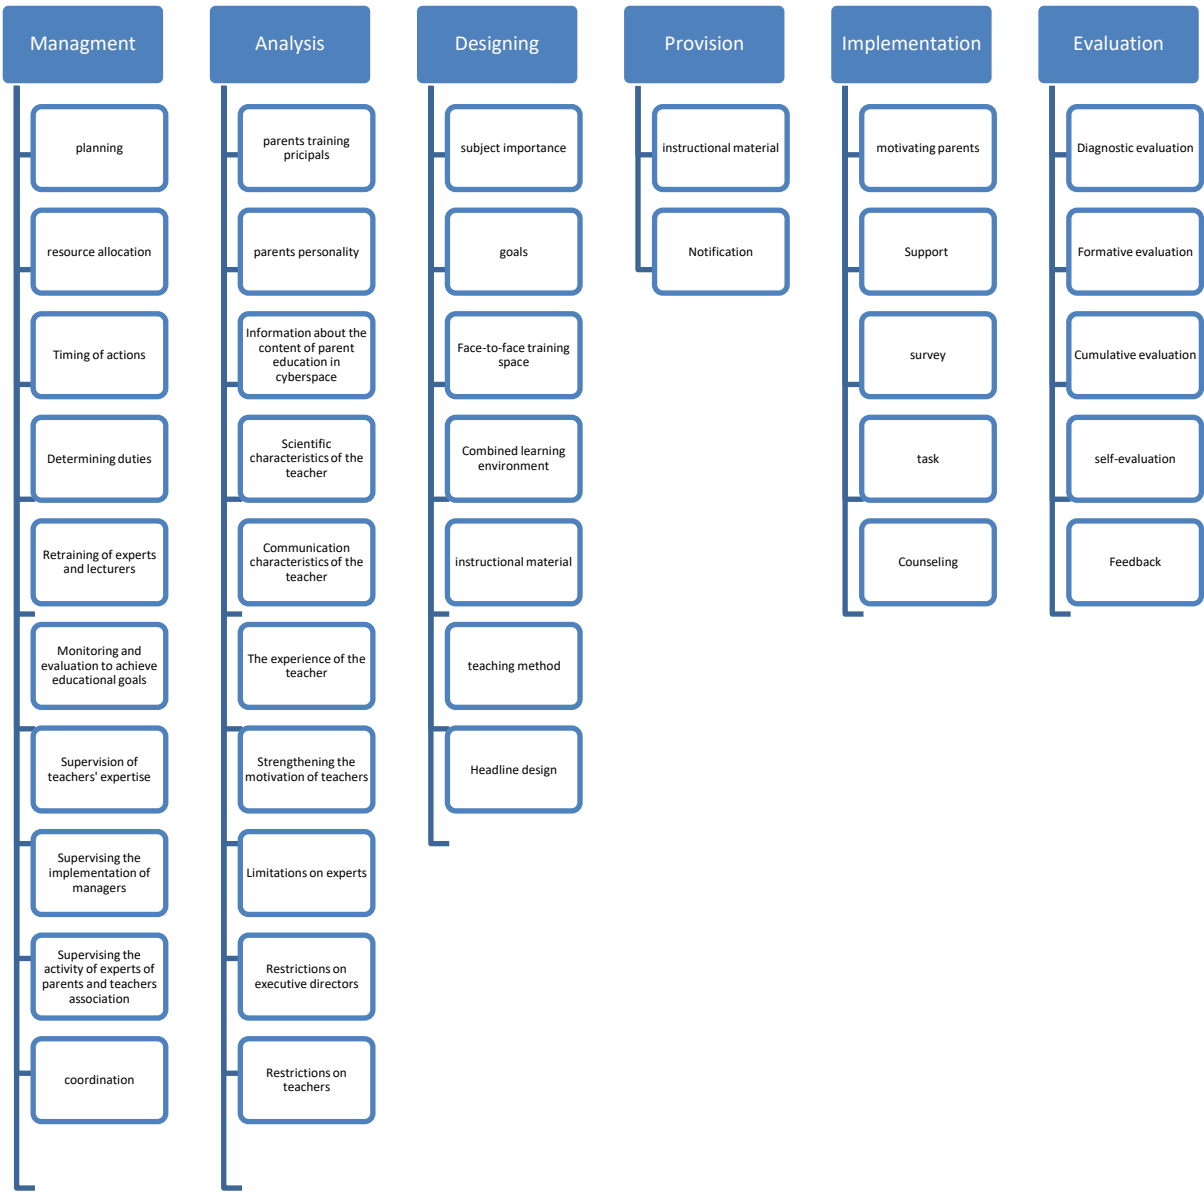 Managment
planning
resource allocation
Timing of actions
Determining duties
Retraining of experts
and lecturers
Monitoring and
evaluation to achieve
educational goals
Supervision of
teachers' expertise
Supervising the
implementation of
managers
Supervising the
activity of experts of
parents and teachers
association
coordination
Analysis
parents training
pricipals
parents personality
Information about the
content of parent
education in
cyberspace
Scientific
characteristics of the
teacher
Communication
characteristics of the
teacher
The experience of the
teacher
Strengthening the
motivation of teachers
Limitations on experts
Restrictions on
executive directors
Restrictions on
teachers
Designing
subject importance
goals
Face-to-face training
space
Combined learning
environment
instructional material
teaching method
Headline design
Provision
instructional material
Notification
Implementation
motivating parents
Support
survey
task
Counseling
Evaluation
Diagnostic evaluation
Formative evaluation
Cumulative evaluation
self-evaluation
Feedback